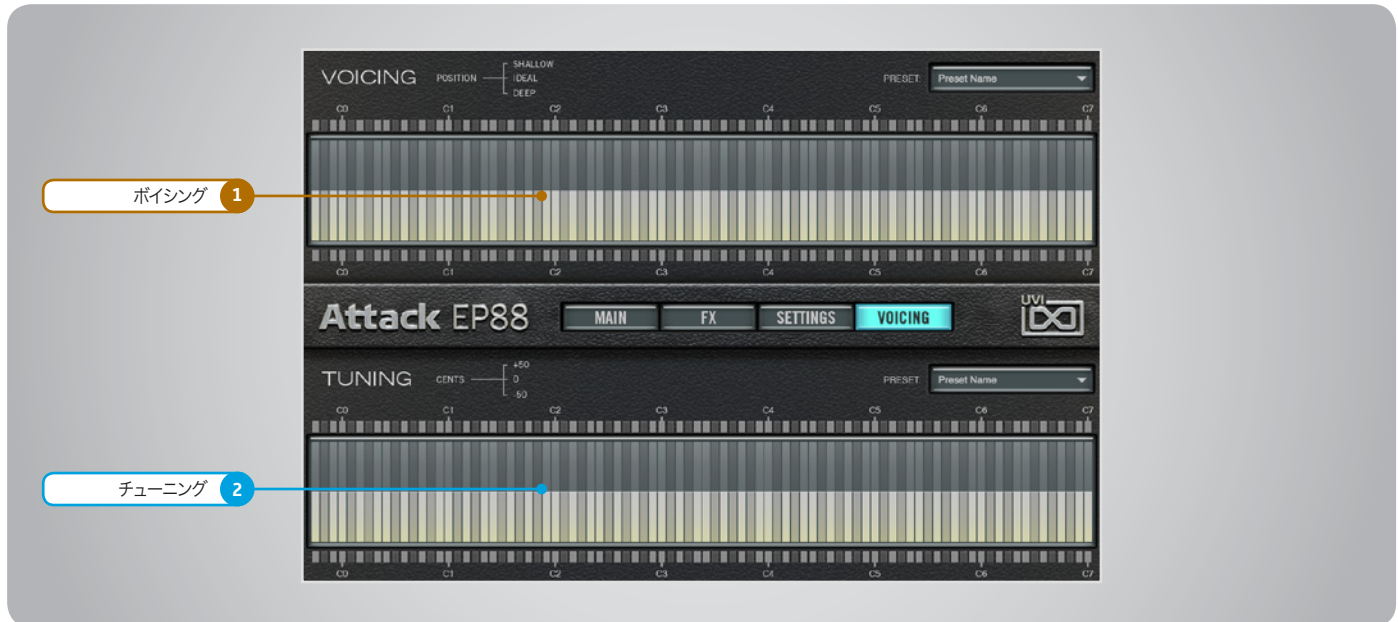 VOICING POSITION SHALLOW
IDEAL
DEEP
PRESET: Preset Name
C0 C1 C2 C3 C4 C5 C6 C7
ボイシング 1
C0 C1 C2 C3 C4 C5 C6 C7
Attack EP88 MAIN FX SETTINGS VOICING UVI
TUNING CENTS +50
0
-50
PRESET: Preset Name
C0 C1 C2 C3 C4 C5 C6 C7
チューニング 2
C0 C1 C2 C3 C4 C5 C6 C7